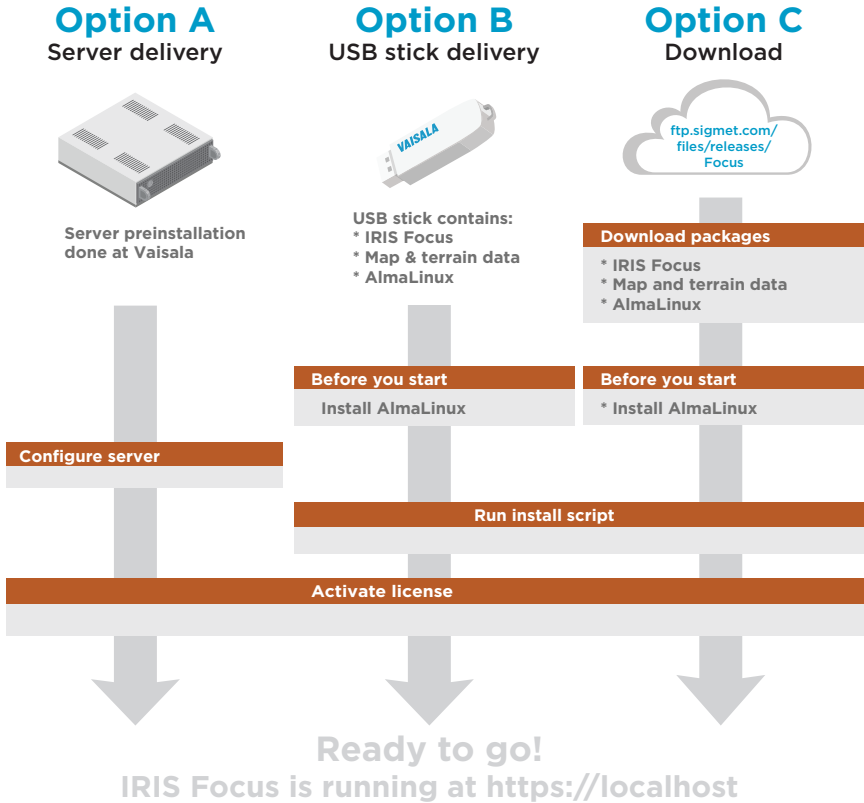 Option A
Server delivery
Option B
USB stick delivery
Option C
Download
VAISALA
ftp.sigmet.com/
files/releases/
Focus
Server preinstallation
done at Vaisala
USB stick contains:
* IRIS Focus
* Map & terrain data
* AlmaLinux
Download packages
* IRIS Focus
* Map and terrain data
* AlmaLinux
Before you start
Install AlmaLinux
Before you start
* Install AlmaLinux
Configure server
Run install script
Activate license
Ready to go!
IRIS Focus is running at https://localhost